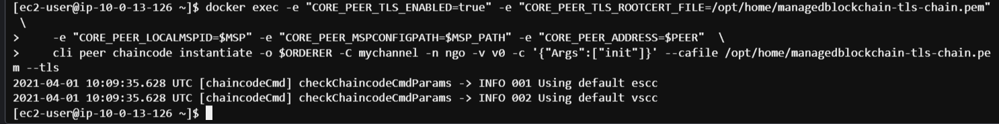 [ec2-user@ip-10-0-13-126 ~]$ docker exec -e "CORE_PEER_TLS_ENABLED=true" -e "CORE_PEER_TLS_ROOTCERT_FILE=/opt/home/managedblockchain-tls-chain.pem"
 \
>     -e "CORE_PEER_LOCALMSPID=$MSP" -e "CORE_PEER_MSPCONFIGPATH=$MSP_PATH" -e "CORE_PEER_ADDRESS=$PEER"  \
>     cli peer chaincode instantiate -o $ORDERER -C mychannel -n ngo -v v0 -c '{"Args":["init"]}' --cafile /opt/home/managedblockchain-tls-chain.pe
m --tls
2021-04-01 10:09:35.628 UTC [chaincodeCmd] checkChaincodeCmdParams -> INFO 001 Using default escc
2021-04-01 10:09:35.628 UTC [chaincodeCmd] checkChaincodeCmdParams -> INFO 002 Using default vscc
[ec2-user@ip-10-0-13-126 ~]$